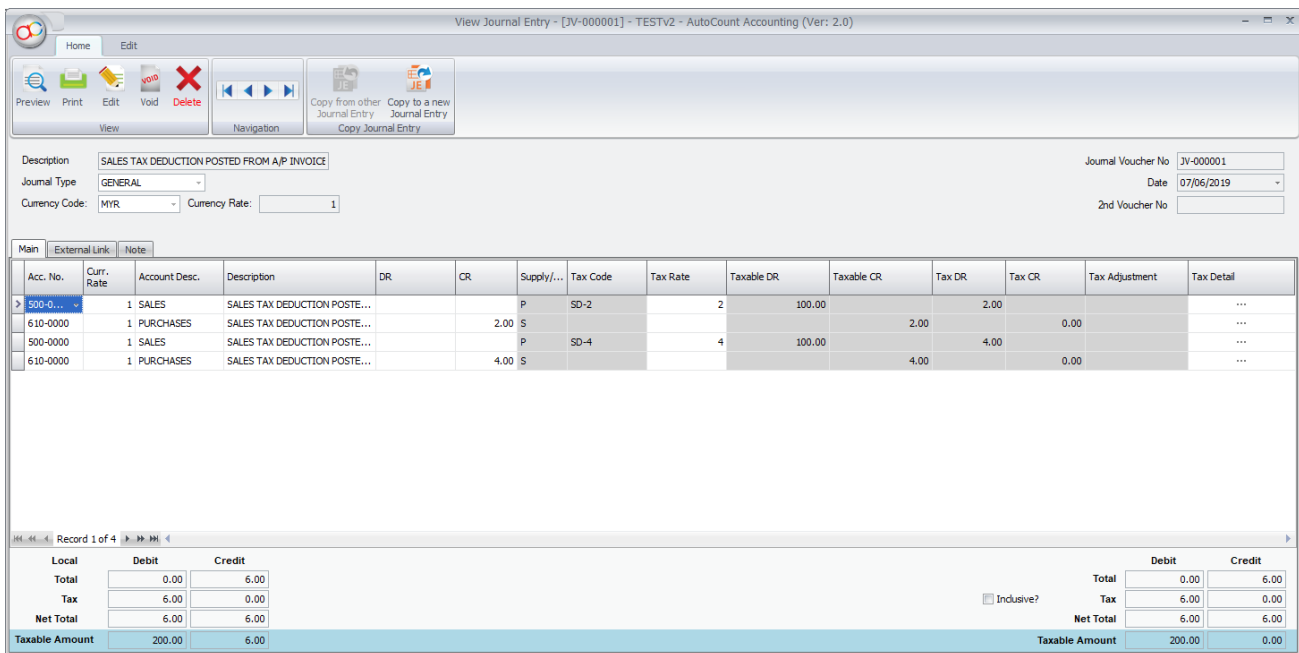 View Journal Entry - [JV-000001] - TESTv2 - AutoCount Accounting (Ver: 2.0)
Home Edit
VOID JE JE
Preview Print Edit Void Delete Copy from other Journal Entry Copy to a new Journal Entry
View Navigation Copy Journal Entry
Description SALES TAX DEDUCTION POSTED FROM A/P INVOICE Journal Voucher No JV-000001
Journal Type GENERAL Date 07/06/2019
Currency Code: MYR Currency Rate: 1 2nd Voucher No
Main External Link Note
Acc. No. Curr. Rate Account Desc. Description DR CR Supply/... Tax Code Tax Rate Taxable DR Taxable CR Tax DR Tax CR Tax Adjustment Tax Detail
500-0... 1 SALES SALES TAX DEDUCTION POSTE... P SD-2 2 100.00 2.00 ...
610-0000 1 PURCHASES SALES TAX DEDUCTION POSTE... 2.00 S 2.00 0.00 ...
500-0000 1 SALES SALES TAX DEDUCTION POSTE... P SD-4 4 100.00 4.00 ...
610-0000 1 PURCHASES SALES TAX DEDUCTION POSTE... 4.00 S 4.00 0.00 ...
Record 1 of 4
Local Debit Credit Debit Credit
Total 0.00 6.00 Total 0.00 6.00
Tax 6.00 0.00 Inclusive? Tax 6.00 0.00
Net Total 6.00 6.00 Net Total 6.00 6.00
Taxable Amount 200.00 6.00 Taxable Amount 200.00 0.00